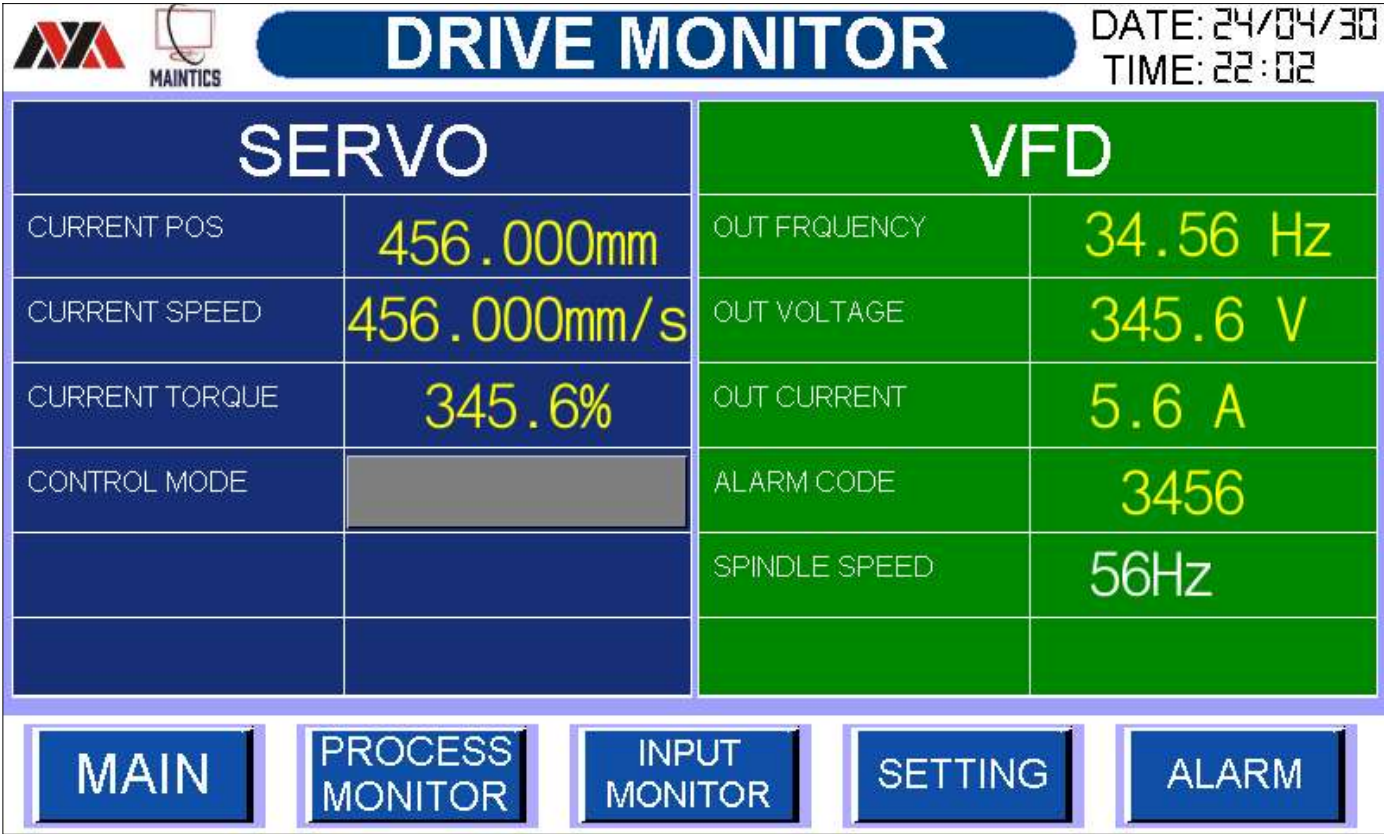 MAINTICS
DRIVE MONITOR
DATE: 24/04/30
TIME: 22:02
SERVO
CURRENT POS 456.000mm
CURRENT SPEED 456.000mm/s
CURRENT TORQUE 345.6%
CONTROL MODE
VFD
OUT FRQUENCY 34.56 Hz
OUT VOLTAGE 345.6 V
OUT CURRENT 5.6 A
ALARM CODE 3456
SPINDLE SPEED 56Hz
MAIN
PROCESS
MONITOR
INPUT
MONITOR
SETTING
ALARM